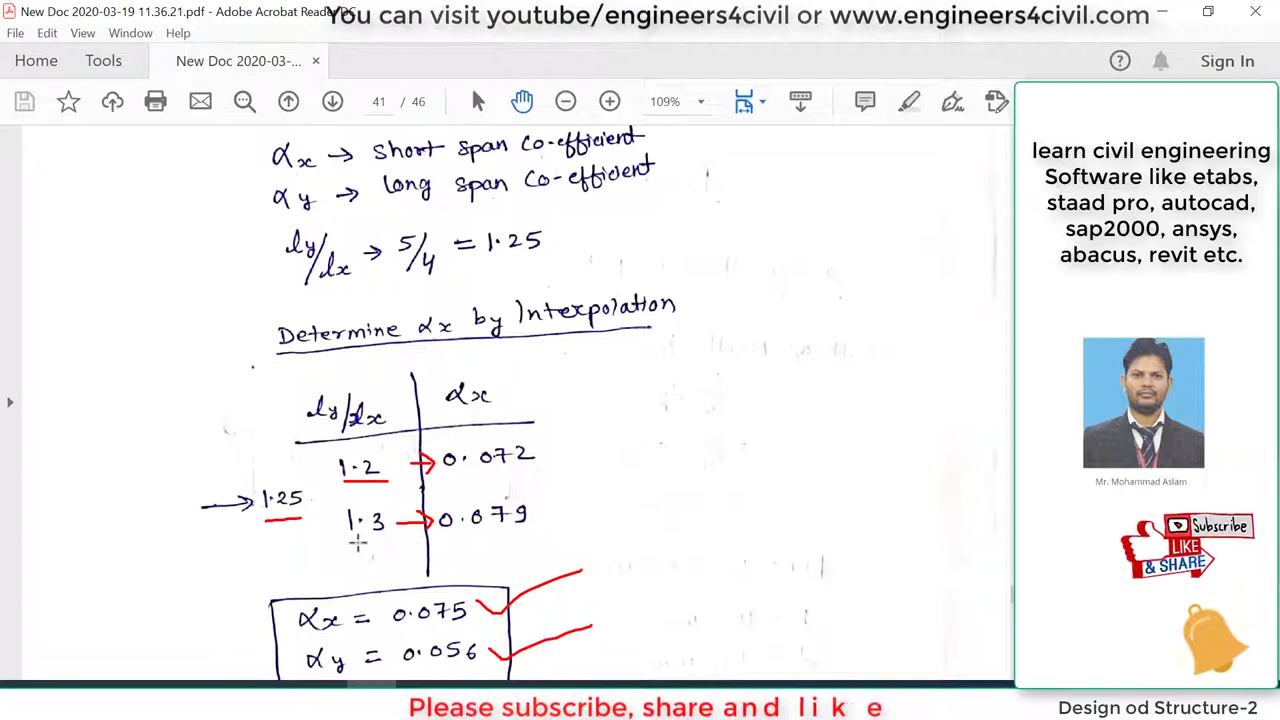 New Doc 2020-03-19 11.36.21.pdf - Adobe Acrobat Reader DC
You can visit youtube/engineers4civil or www.engineers4civil.com
File Edit View Window Help
Home Tools New Doc 2020-03-... × Sign In
41 / 46 109%
αx → short span co-efficient
αy → long span co-efficient
ly/lx → 5/4 = 1.25
Determine αx by Interpolation
ly/lx αx
1.2 → 0.072
→ 1.25
1.3 → 0.079
αx = 0.075
αy = 0.056
learn civil engineering
Software like etabs,
staad pro, autocad,
sap2000, ansys,
abacus, revit etc.
Mr. Mohammad Aslam
Subscribe
LIKE
& SHARE
Please subscribe, share and like
Design od Structure-2